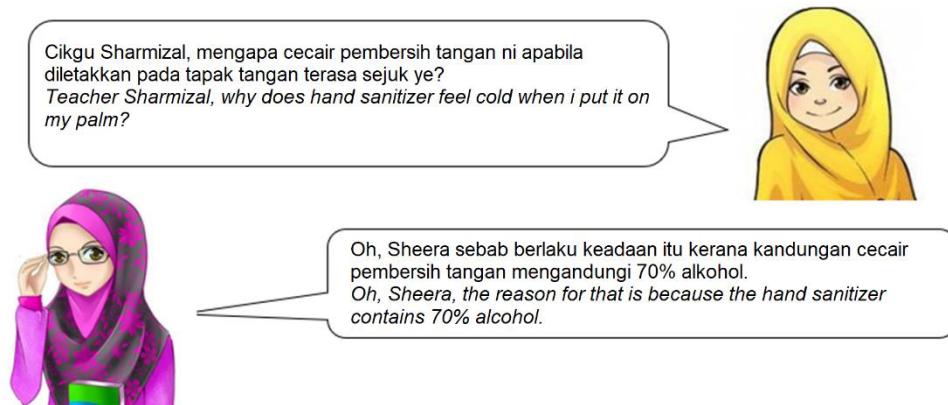 Cikgu Sharmizal, mengapa cecair pembersih tangan ni apabila
diletakkan pada tapak tangan terasa sejuk ye?
Teacher Sharmizal, why does hand sanitizer feel cold when i put it on
my palm?
Oh, Sheera sebab berlaku keadaan itu kerana kandungan cecair
pembersih tangan mengandungi 70% alkohol.
Oh, Sheera, the reason for that is because the hand sanitizer
contains 70% alcohol.